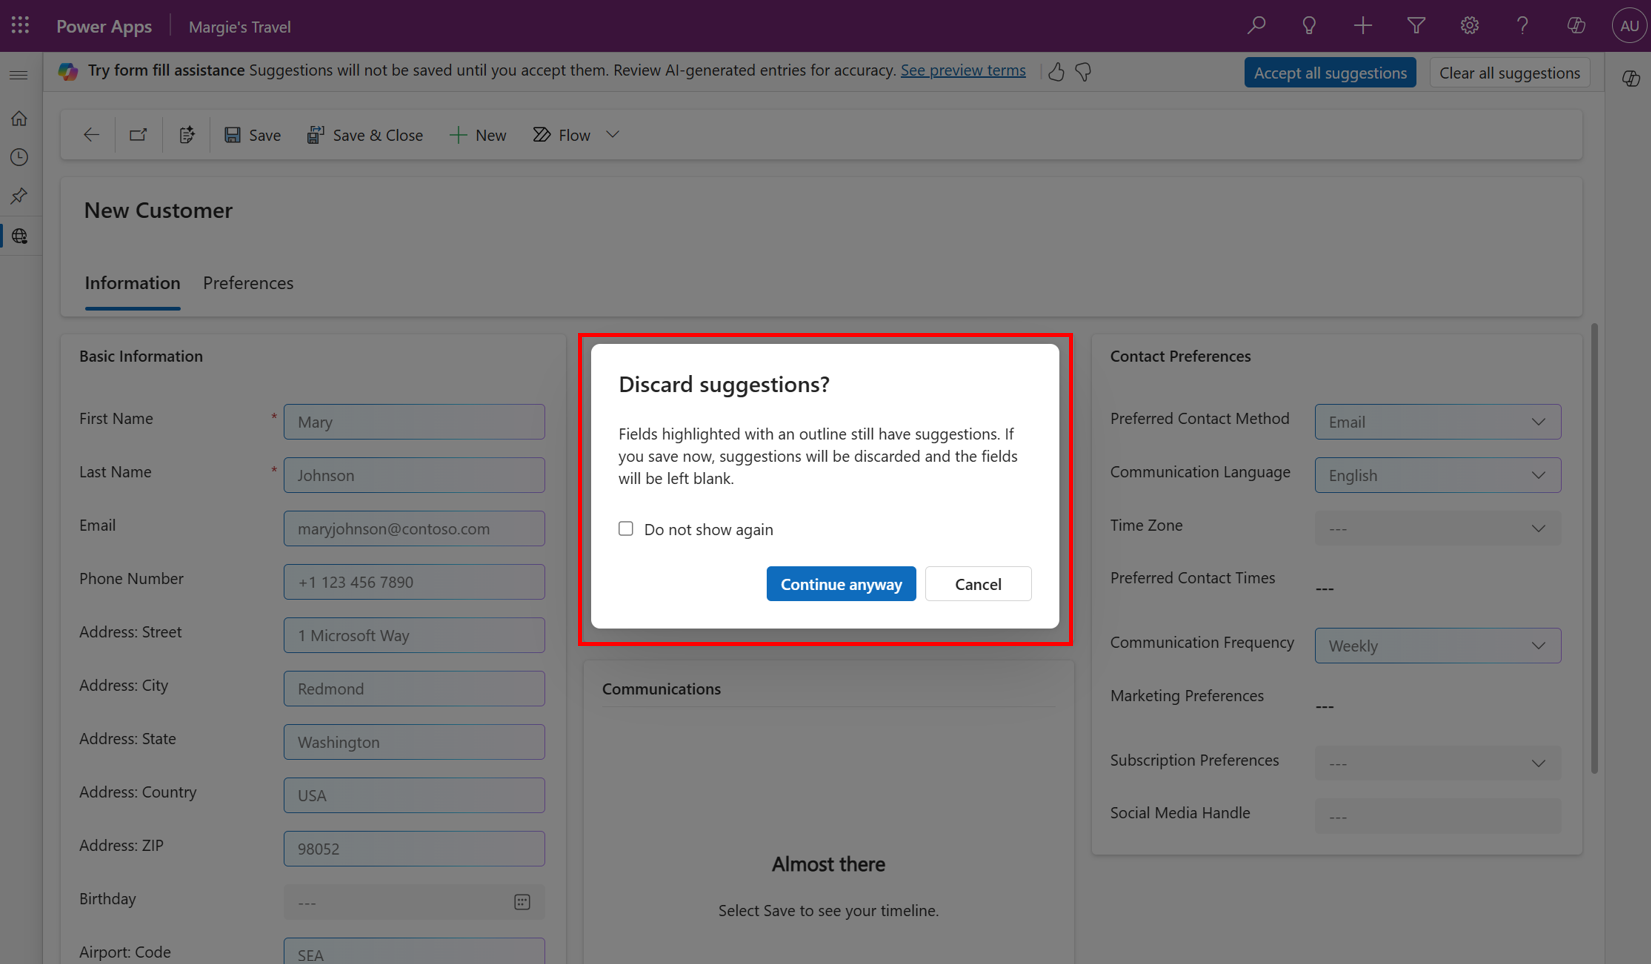 Power Apps
Margie's Travel
AU
Try form fill assistance Suggestions will not be saved until you accept them. Review AI-generated entries for accuracy. See preview terms
Accept all suggestions
Clear all suggestions
Save
Save & Close
New
Flow
New Customer
Information
Preferences
Basic Information
First Name
*
Mary
Last Name
*
Johnson
Email
maryjohnson@contoso.com
Phone Number
+1 123 456 7890
Address: Street
1 Microsoft Way
Address: City
Redmond
Address: State
Washington
Address: Country
USA
Address: ZIP
98052
Birthday
---
Airport: Code
SEA
Discard suggestions?
Fields highlighted with an outline still have suggestions. If
you save now, suggestions will be discarded and the fields
will be left blank.
Do not show again
Continue anyway
Cancel
Communications
Almost there
Select Save to see your timeline.
Contact Preferences
Preferred Contact Method
Email
Communication Language
English
Time Zone
---
Preferred Contact Times
---
Communication Frequency
Weekly
Marketing Preferences
---
Subscription Preferences
---
Social Media Handle
---